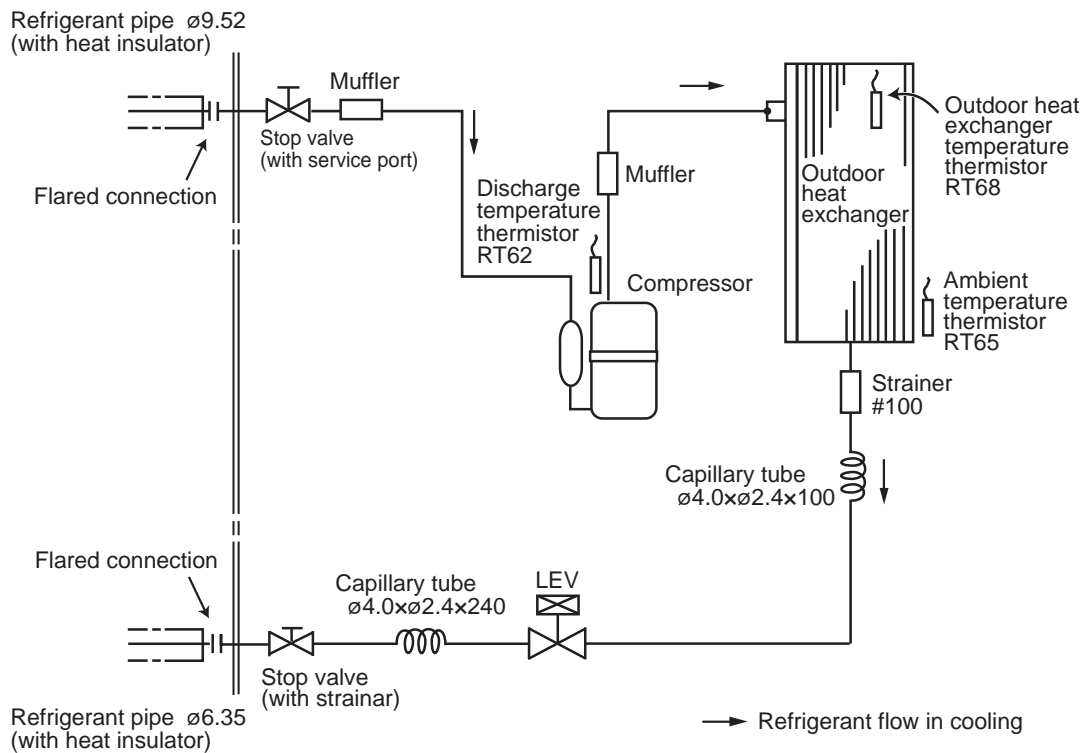 Refrigerant pipe ø9.52
(with heat insulator)
Muffler
Stop valve
(with service port)
Flared connection
Discharge
temperature
thermistor
RT62
Muffler
Compressor
Outdoor
heat
exchanger
Outdoor heat
exchanger
temperature
thermistor
RT68
Ambient
temperature
thermistor
RT65
Strainer
#100
Capillary tube
ø4.0×ø2.4×100
Flared connection
Capillary tube
ø4.0×ø2.4×240
LEV
Stop valve
(with strainar)
Refrigerant pipe ø6.35
(with heat insulator)
Refrigerant flow in cooling